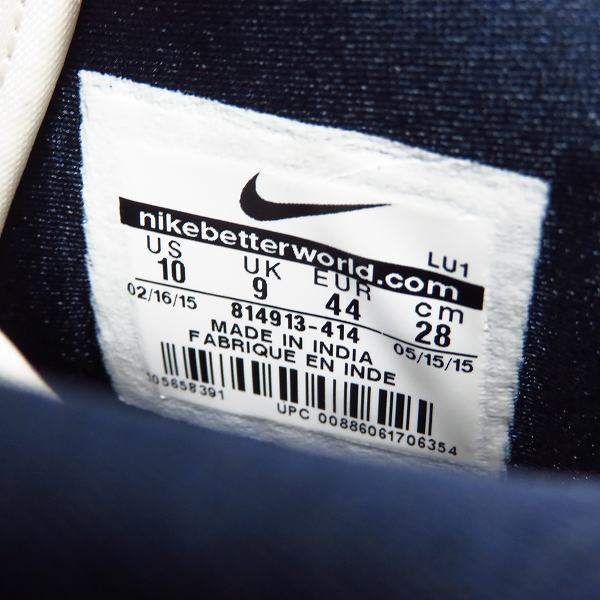 LU1
nikebetterworld.com
US UK EUR cm
10 9 44 28
02/16/15 814913-414 05/15/15
MADE IN INDIA
FABRIQUE EN INDE
105658391 UPC 00886061706354